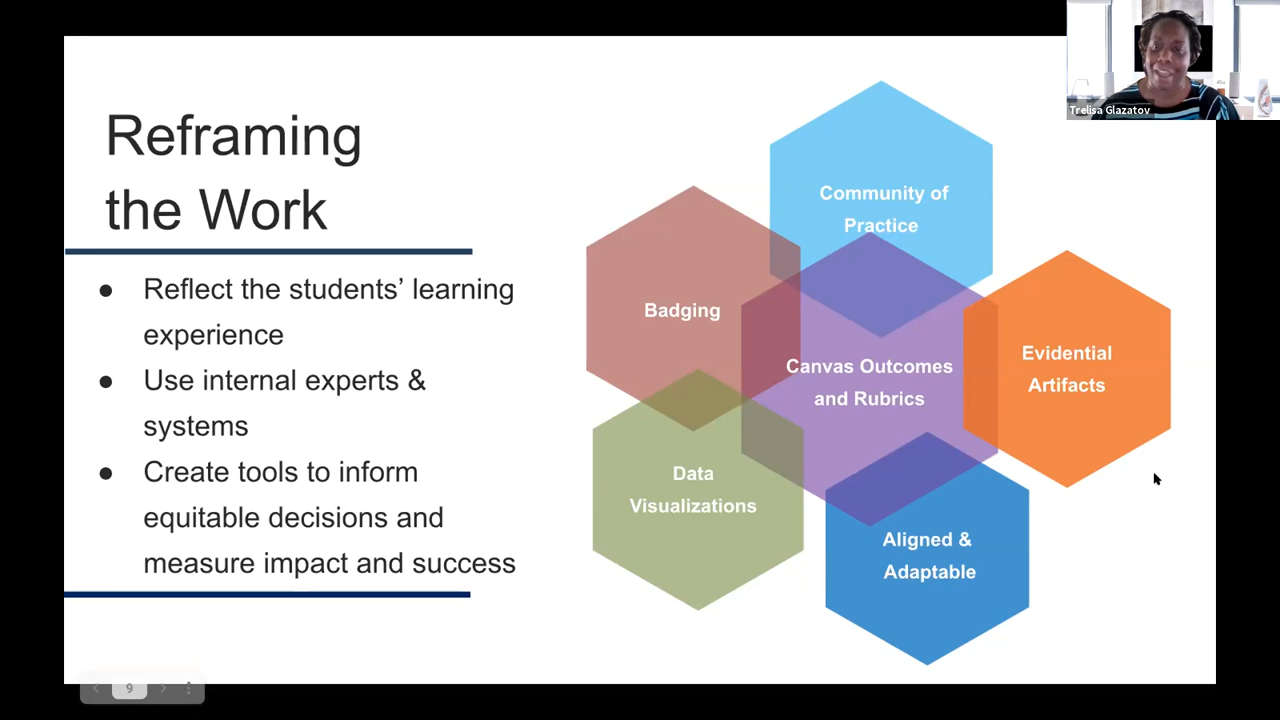 Trelisa Glazatov
Reframing
the Work
● Reflect the students’ learning
experience
● Use internal experts &
systems
● Create tools to inform
equitable decisions and
measure impact and success
Community of
Practice
Badging
Canvas Outcomes
and Rubrics
Evidential
Artifacts
Data
Visualizations
Aligned &
Adaptable
9